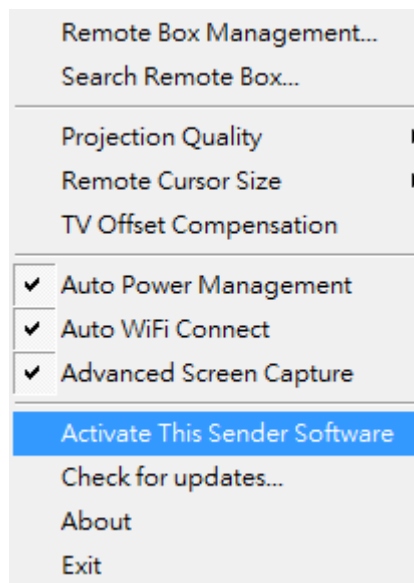 Remote Box Management...
Search Remote Box...
Projection Quality
Remote Cursor Size
TV Offset Compensation
Auto Power Management
Auto WiFi Connect
Advanced Screen Capture
Activate This Sender Software
Check for updates...
About
Exit